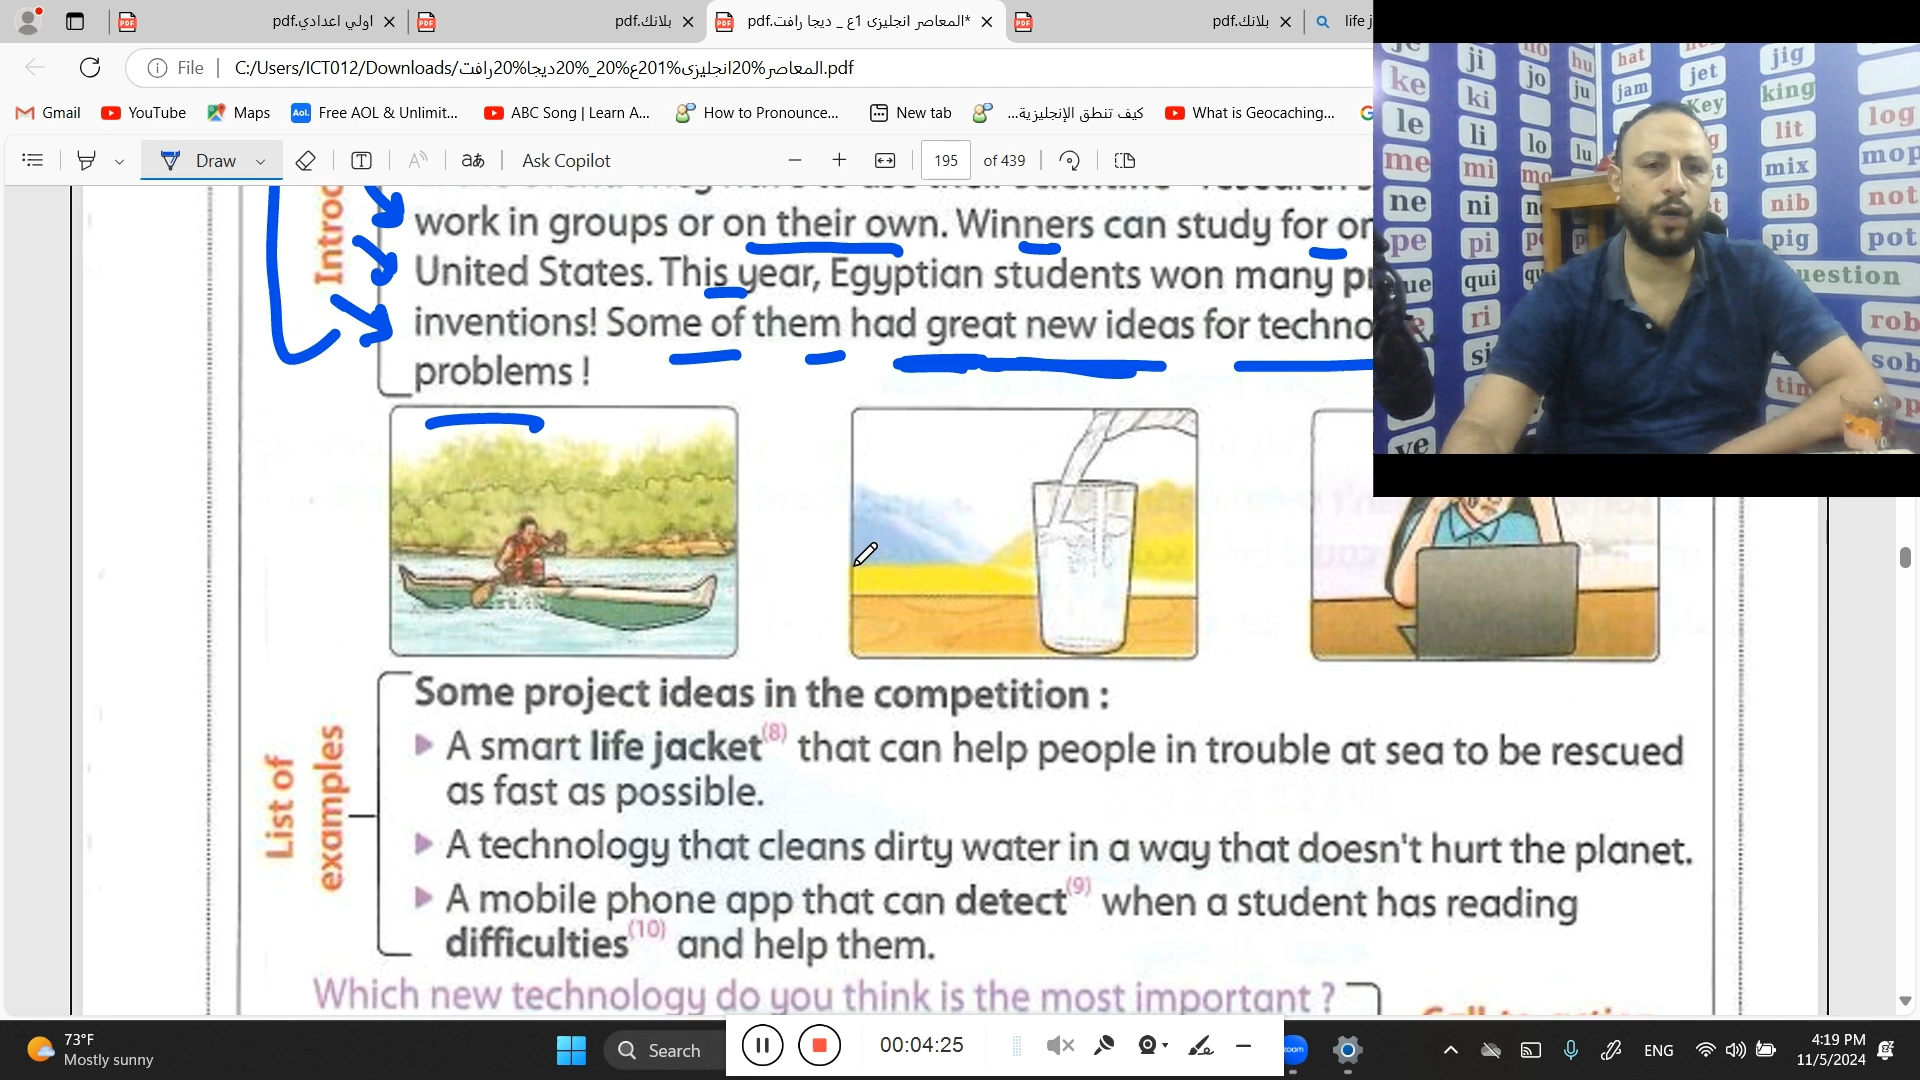 اولي اعدادي.pdf
بلانك.pdf
*المعاصر انجليزى 1ع _ ديجا رافت.pdf
بلانك.pdf
life j
File
C:/Users/ICT012/Downloads/المعاصر%20انجليزى%201ع%20_%20ديجا%20رافت.pdf
Gmail
YouTube
Maps
Free AOL & Unlimit...
ABC Song | Learn A...
How to Pronounce...
New tab
كيف تنطق الإنجليزية...
What is Geocaching...
Draw
Ask Copilot
195 of 439
work in groups or on their own. Winners can study for
United States. This year, Egyptian students won many
inventions! Some of them had great new ideas for
problems !
Some project ideas in the competition :
List of
examples
A smart life jacket(8) that can help people in trouble at sea to be rescued
as fast as possible.
A technology that cleans dirty water in a way that doesn't hurt the planet.
A mobile phone app that can detect(9) when a student has reading
difficulties(10) and help them.
Which new technology do you think is the most important ?
ke ki jo ju jam jet king
le li lo lu Key lit log
me mi mix mop
ne ni nib not
pe pi pig pot
qui
ri rob
sob
ve
hat
jig
ji
73°F
Mostly sunny
Search
00:04:25
zoom
ENG
4:19 PM
11/5/2024